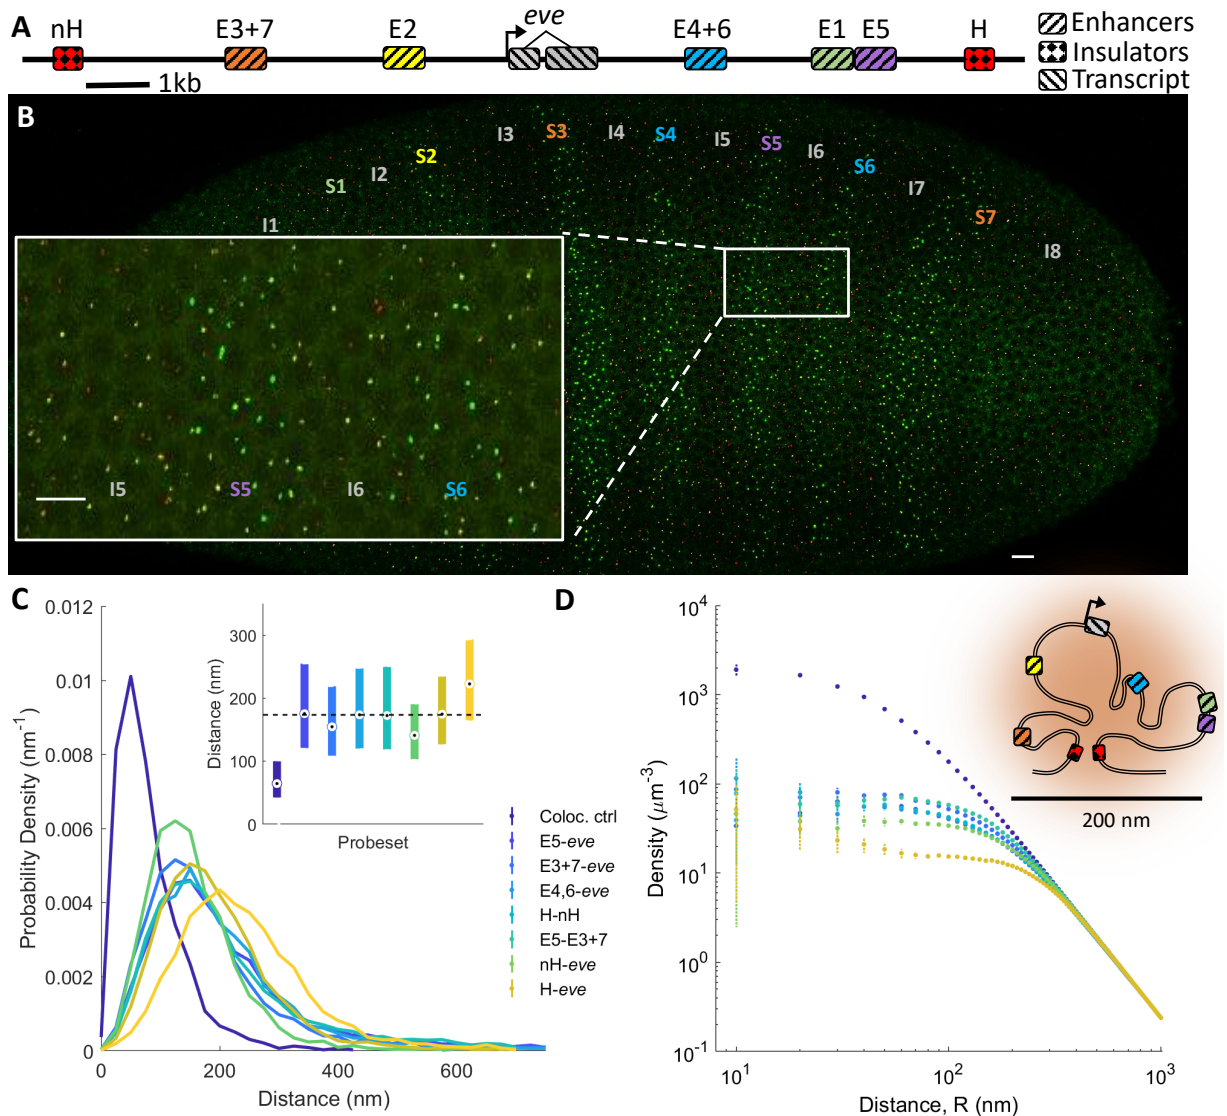 A nH E3+7 E2 eve E4+6 E1 E5 H Enhancers
Insulators
Transcript
1kb
B
I1 S1 I2 S2 I3 S3 I4 S4 I5 S5 I6 S6 I7 S7 I8
I5 S5 I6 S6
C
Probability Density (nm-1)
0.012
0.01
0.008
0.006
0.004
0.002
0
0 200 400 600
Distance (nm)
Distance (nm)
300
200
100
0
Probeset
Coloc. ctrl
E5-eve
E3+7-eve
E4,6-eve
H-nH
E5-E3+7
nH-eve
H-eve
D
Density (μm-3)
10⁴
10³
10²
10¹
10⁰
10⁻¹
10¹ 10² 10³
Distance, R (nm)
200 nm